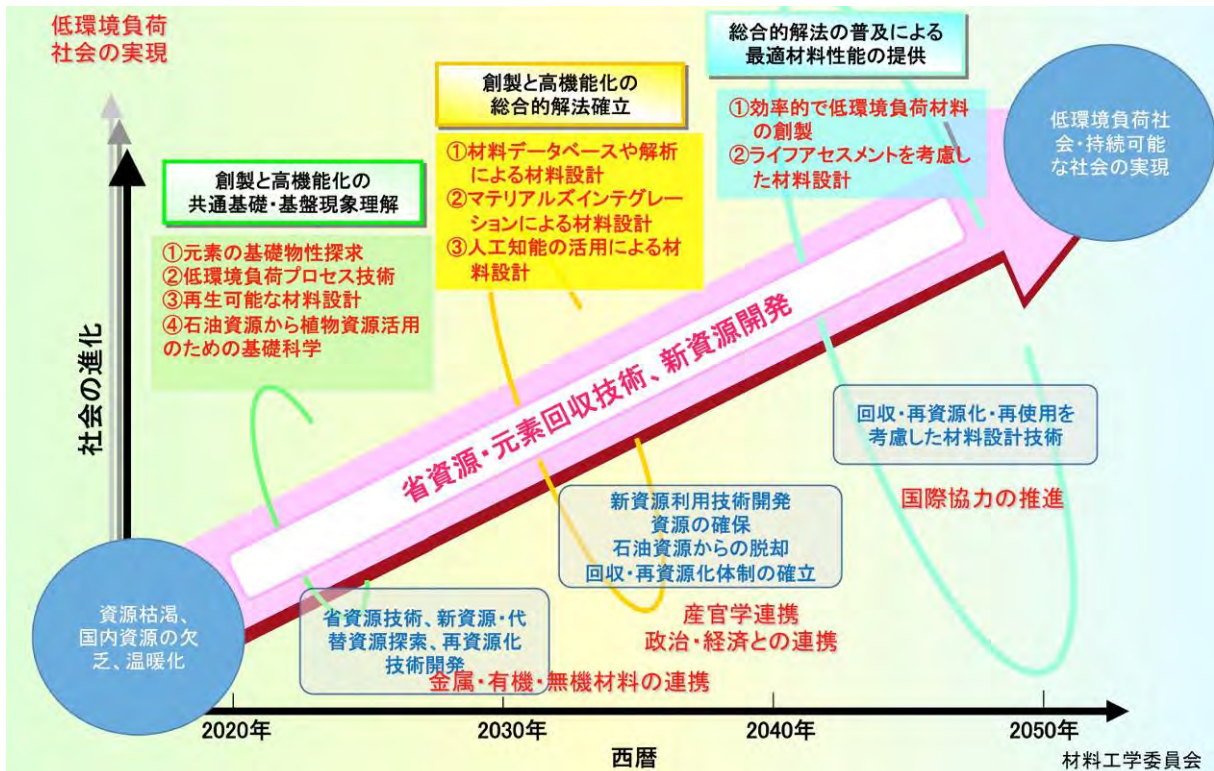 低環境負荷
社会の実現
総合的解法の普及による
最適材料性能の提供
①効率的で低環境負荷材料
の創製
②ライフアセスメントを考慮し
た材料設計
低環境負荷社
会・持続可能
な社会の実現
創製と高機能化の
総合的解法確立
①材料データベースや解析
による材料設計
②マテリアルズインテグレー
ションによる材料設計
③人工知能の活用による材
料設計
創製と高機能化の
共通基礎・基盤現象理解
①元素の基礎物性探求
②低環境負荷プロセス技術
③再生可能な材料設計
④石油資源から植物資源活用
のための基礎科学
社会の進化
省資源・元素回収技術、新資源開発
回収・再資源化・再使用を
考慮した材料設計技術
国際協力の推進
新資源利用技術開発
資源の確保
石油資源からの脱却
回収・再資源化体制の確立
産官学連携
政治・経済との連携
資源枯渇、
国内資源の欠
乏、温暖化
省資源技術、新資源・代
替資源探索、再資源化
技術開発
金属・有機・無機材料の連携
2020年
2030年
2040年
2050年
西暦
材料工学委員会